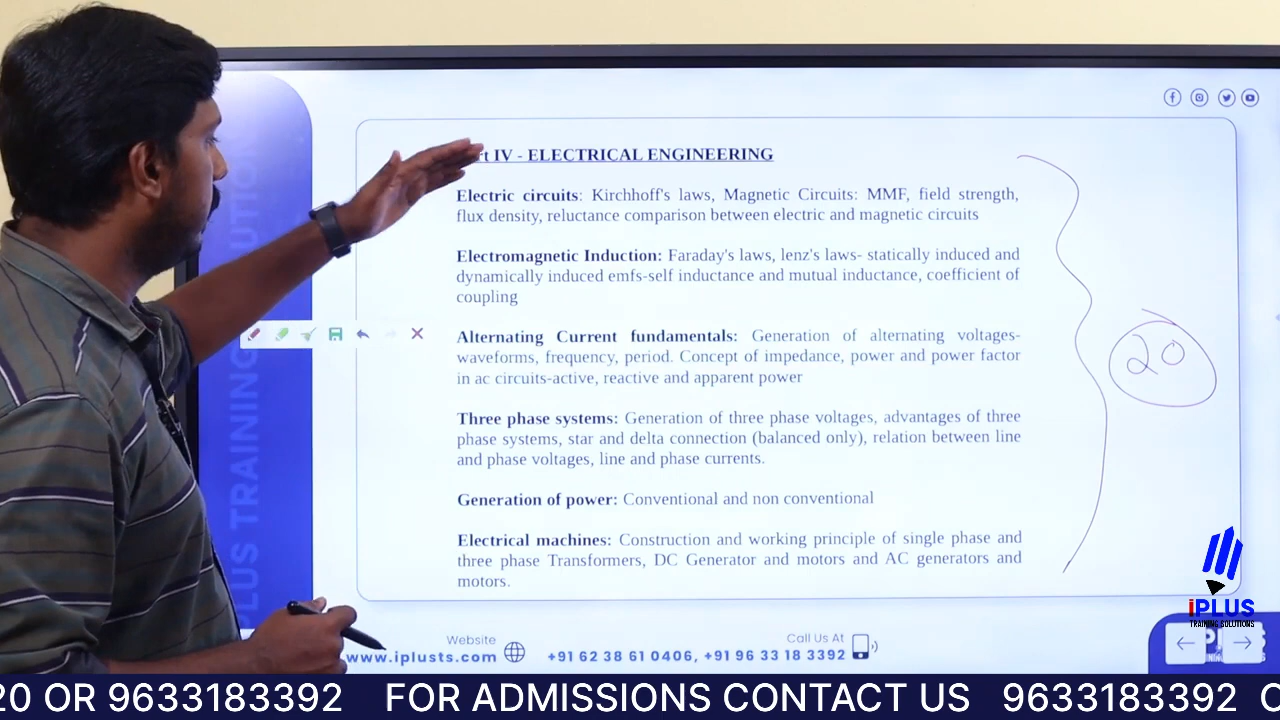 rt IV - ELECTRICAL ENGINEERING
Electric circuits: Kirchhoff's laws, Magnetic Circuits: MMF, field strength,
flux density, reluctance comparison between electric and magnetic circuits
Electromagnetic Induction: Faraday's laws, lenz's laws- statically induced and
dynamically induced emfs-self inductance and mutual inductance, coefficient of
coupling
Alternating Current fundamentals: Generation of alternating voltages-
waveforms, frequency, period. Concept of impedance, power and power factor
in ac circuits-active, reactive and apparent power
Three phase systems: Generation of three phase voltages, advantages of three
phase systems, star and delta connection (balanced only), relation between line
and phase voltages, line and phase currents.
Generation of power: Conventional and non conventional
Electrical machines: Construction and working principle of single phase and
three phase Transformers, DC Generator and motors and AC generators and
motors.
20
PLUS TRAINING
iPLUS
TRAINING SOLUTIONS
Website
www.iplusts.com
Call Us At
+91 62 38 61 0406, +91 96 33 18 3392
20 OR 9633183392 FOR ADMISSIONS CONTACT US 9633183392